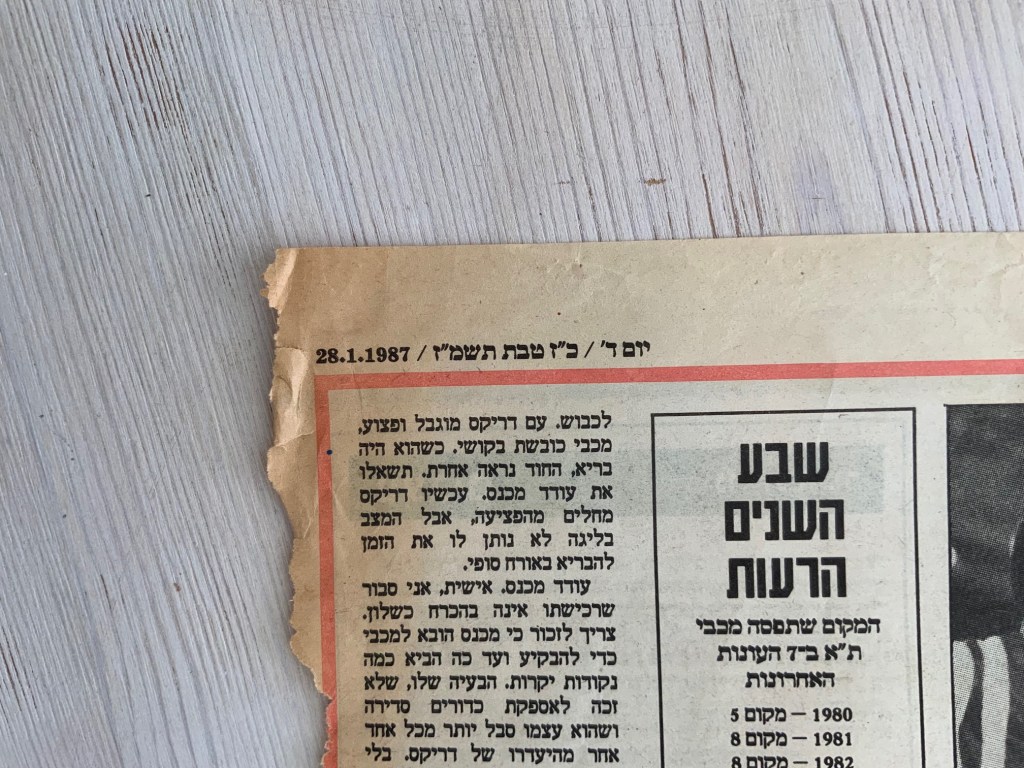 יום ד' / כ"ז טבת תשמ"ז / 28.1.1987
שבע
השנים
הרעות
המקום שתפסה מכבי
ת"א ב־7 העונות
האחרונות
1980 — מקום 5
1981 — מקום 8
1982 — מקום 8
לכבוש. עם דריקס מוגבל ופצוע,
מכבי כובשת בקושי. כשהוא היה
בריא, החוד נראה אחרת. תשאלו
את עודד מכנס. עכשיו דריקס
מחלים מהפציעה, אבל המצב
בליגה לא נותן לו את הזמן
להבריא באורח סופי.
עודד מכנס. אישית, אני סבור
שרכישתו אינה בהכרח כשלון.
צריך לזכור כי מכנס הובא למכבי
כדי להבקיע ועד כה הביא כמה
נקודות יקרות. הבעיה שלו, שלא
זכה לאספקת כדורים סדירה
ושהוא עצמו סבל יותר מכל אחד
אחר מהיעדרו של דריקס. בלי